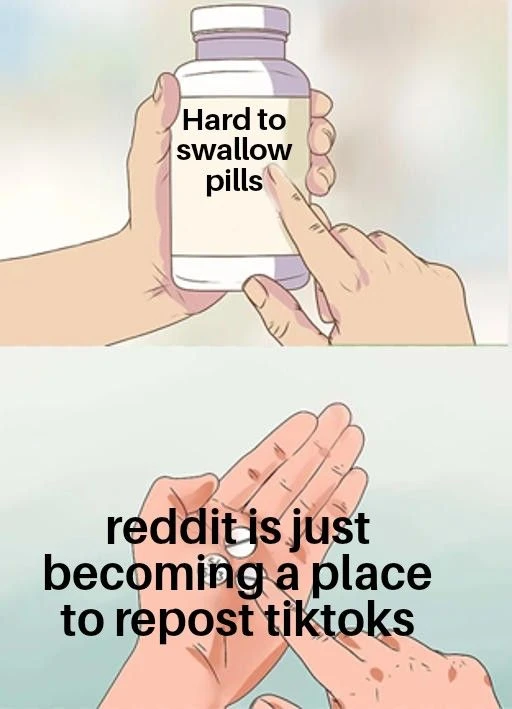 Hard to
swallow
pills
reddit is just
becoming a place
to repost tiktoks